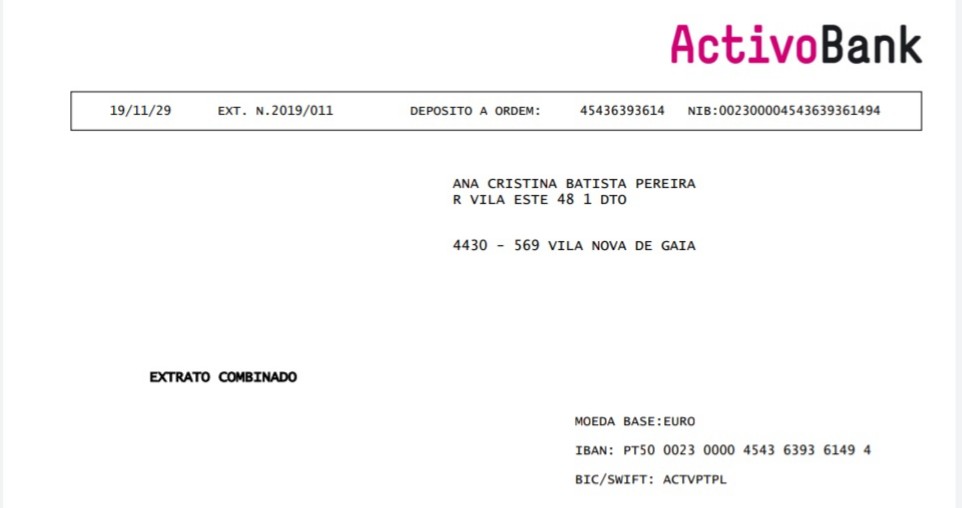 ActivoBank
19/11/29 EXT. N.2019/011 DEPOSITO A ORDEM: 45436393614 NIB:002300004543639361494
ANA CRISTINA BATISTA PEREIRA
R VILA ESTE 48 1 DTO
4430 - 569 VILA NOVA DE GAIA
EXTRATO COMBINADO
MOEDA BASE:EURO
IBAN: PT50 0023 0000 4543 6393 6149 4
BIC/SWIFT: ACTVPTPL